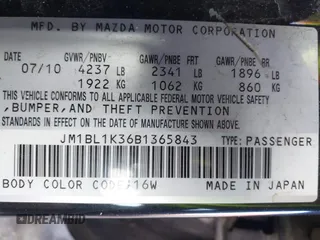 MFD. BY MAZDA MOTOR CORPORATION
GVWR/PNBV GAWR/PNBE FRT GAWR/PNBE RR
07/10 4237 LB 2341 LB 1896 LB
1922 KG 1062 KG 860 KG
THIS VEHICLE CONFORMS TO ALL APPLICABLE FEDERAL MOTOR VEHICLE SAFETY
,BUMPER,AND THEFT PREVENTION
STANDARDS IN EFFECT ON THE DATE OF MANUFACTURE SHOWN ABOVE.
JM1BL1K36B1365843 TYPE: PASSENGER
BODY COLOR CODE:16W MADE IN JAPAN
DREAMBID